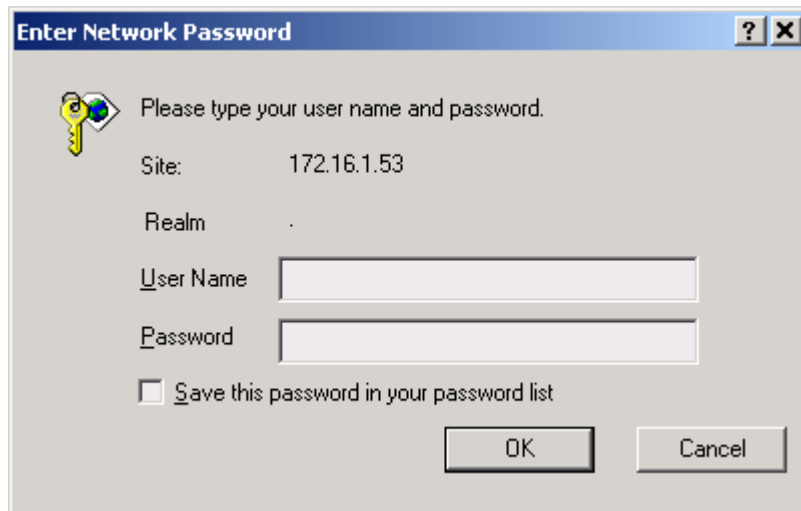 Enter Network Password
Please type your user name and password.
Site: 172.16.1.53
Realm .
User Name
Password
Save this password in your password list
OK Cancel